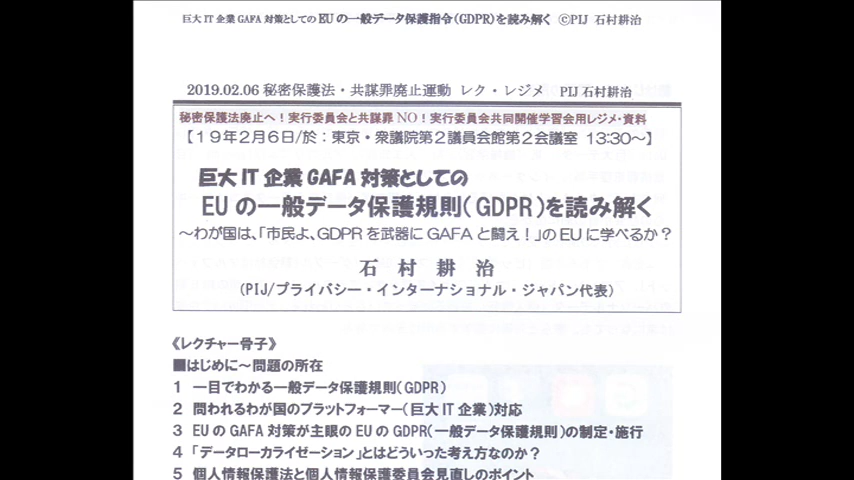 巨大 IT 企業 GAFA 対策としての EU の一般データ保護指令(GDPR)を読み解く ©PIJ 石村耕治
2019.02.06 秘密保護法・共謀罪廃止運動 レク・レジメ PIJ 石村耕治
秘密保護法廃止へ！実行委員会と共謀罪 NO！実行委員会共同開催学習会用レジメ・資料
【１９年２月６日/於：東京・衆議院第２議員会館第２会議室 13:30～】
巨大 IT 企業 GAFA 対策としての
EU の一般データ保護規則(GDPR)を読み解く
～わが国は、「市民よ、GDPR を武器に GAFA と闘え！」の EU に学べるか？
石 村 耕 治
(PIJ/プライバシー・インターナショナル・ジャパン代表)
《レクチャー骨子》
■はじめに～問題の所在
1 一目でわかる一般データ保護規則(GDPR)
2 問われるわが国のプラットフォーマー(巨大 IT 企業)対応
3 EU の GAFA 対策が主眼の EU の GDPR(一般データ保護規則)の制定・施行
4 「データローカライゼーション」とはどういった考え方なのか？
5 個人情報保護法と個人情報保護委員会見直しのポイント